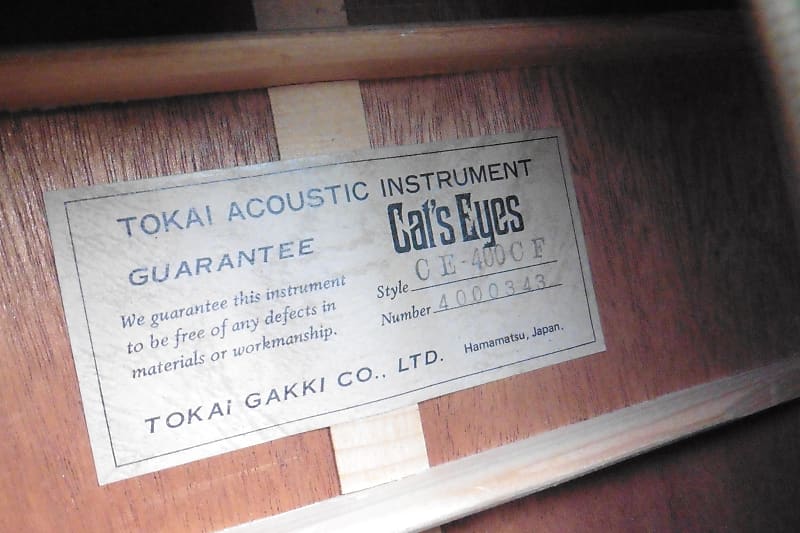 TOKAI ACOUSTIC INSTRUMENT
GUARANTEE
Cat's Eyes
We guarantee this instrument
to be free of any defects in
materials or workmanship.
Style CE-400CF
Number 4000343
TOKAi GAKKI CO., LTD. Hamamatsu, Japan.